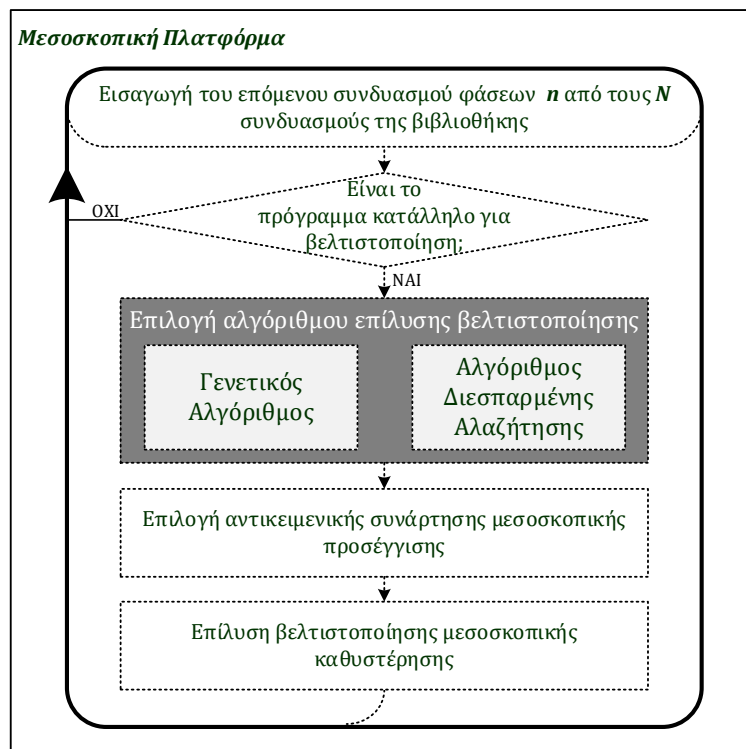 Μεσοσκοπική Πλατφόρμα
Εισαγωγή του επόμενου συνδυασμού φάσεων n από τους N
συνδυασμούς της βιβλιοθήκης
Είναι το
πρόγραμμα κατάλληλο για
βελτιστοποίηση;
ΟΧΙ
ΝΑΙ
Επιλογή αλγόριθμου επίλυσης βελτιστοποίησης
Γενετικός
Αλγόριθμος
Αλγόριθμος
Διεσπαρμένης
Αλαζήτησης
Επιλογή αντικειμενικής συνάρτησης μεσοσκοπικής
προσέγγισης
Επίλυση βελτιστοποίησης μεσοσκοπικής
καθυστέρησης